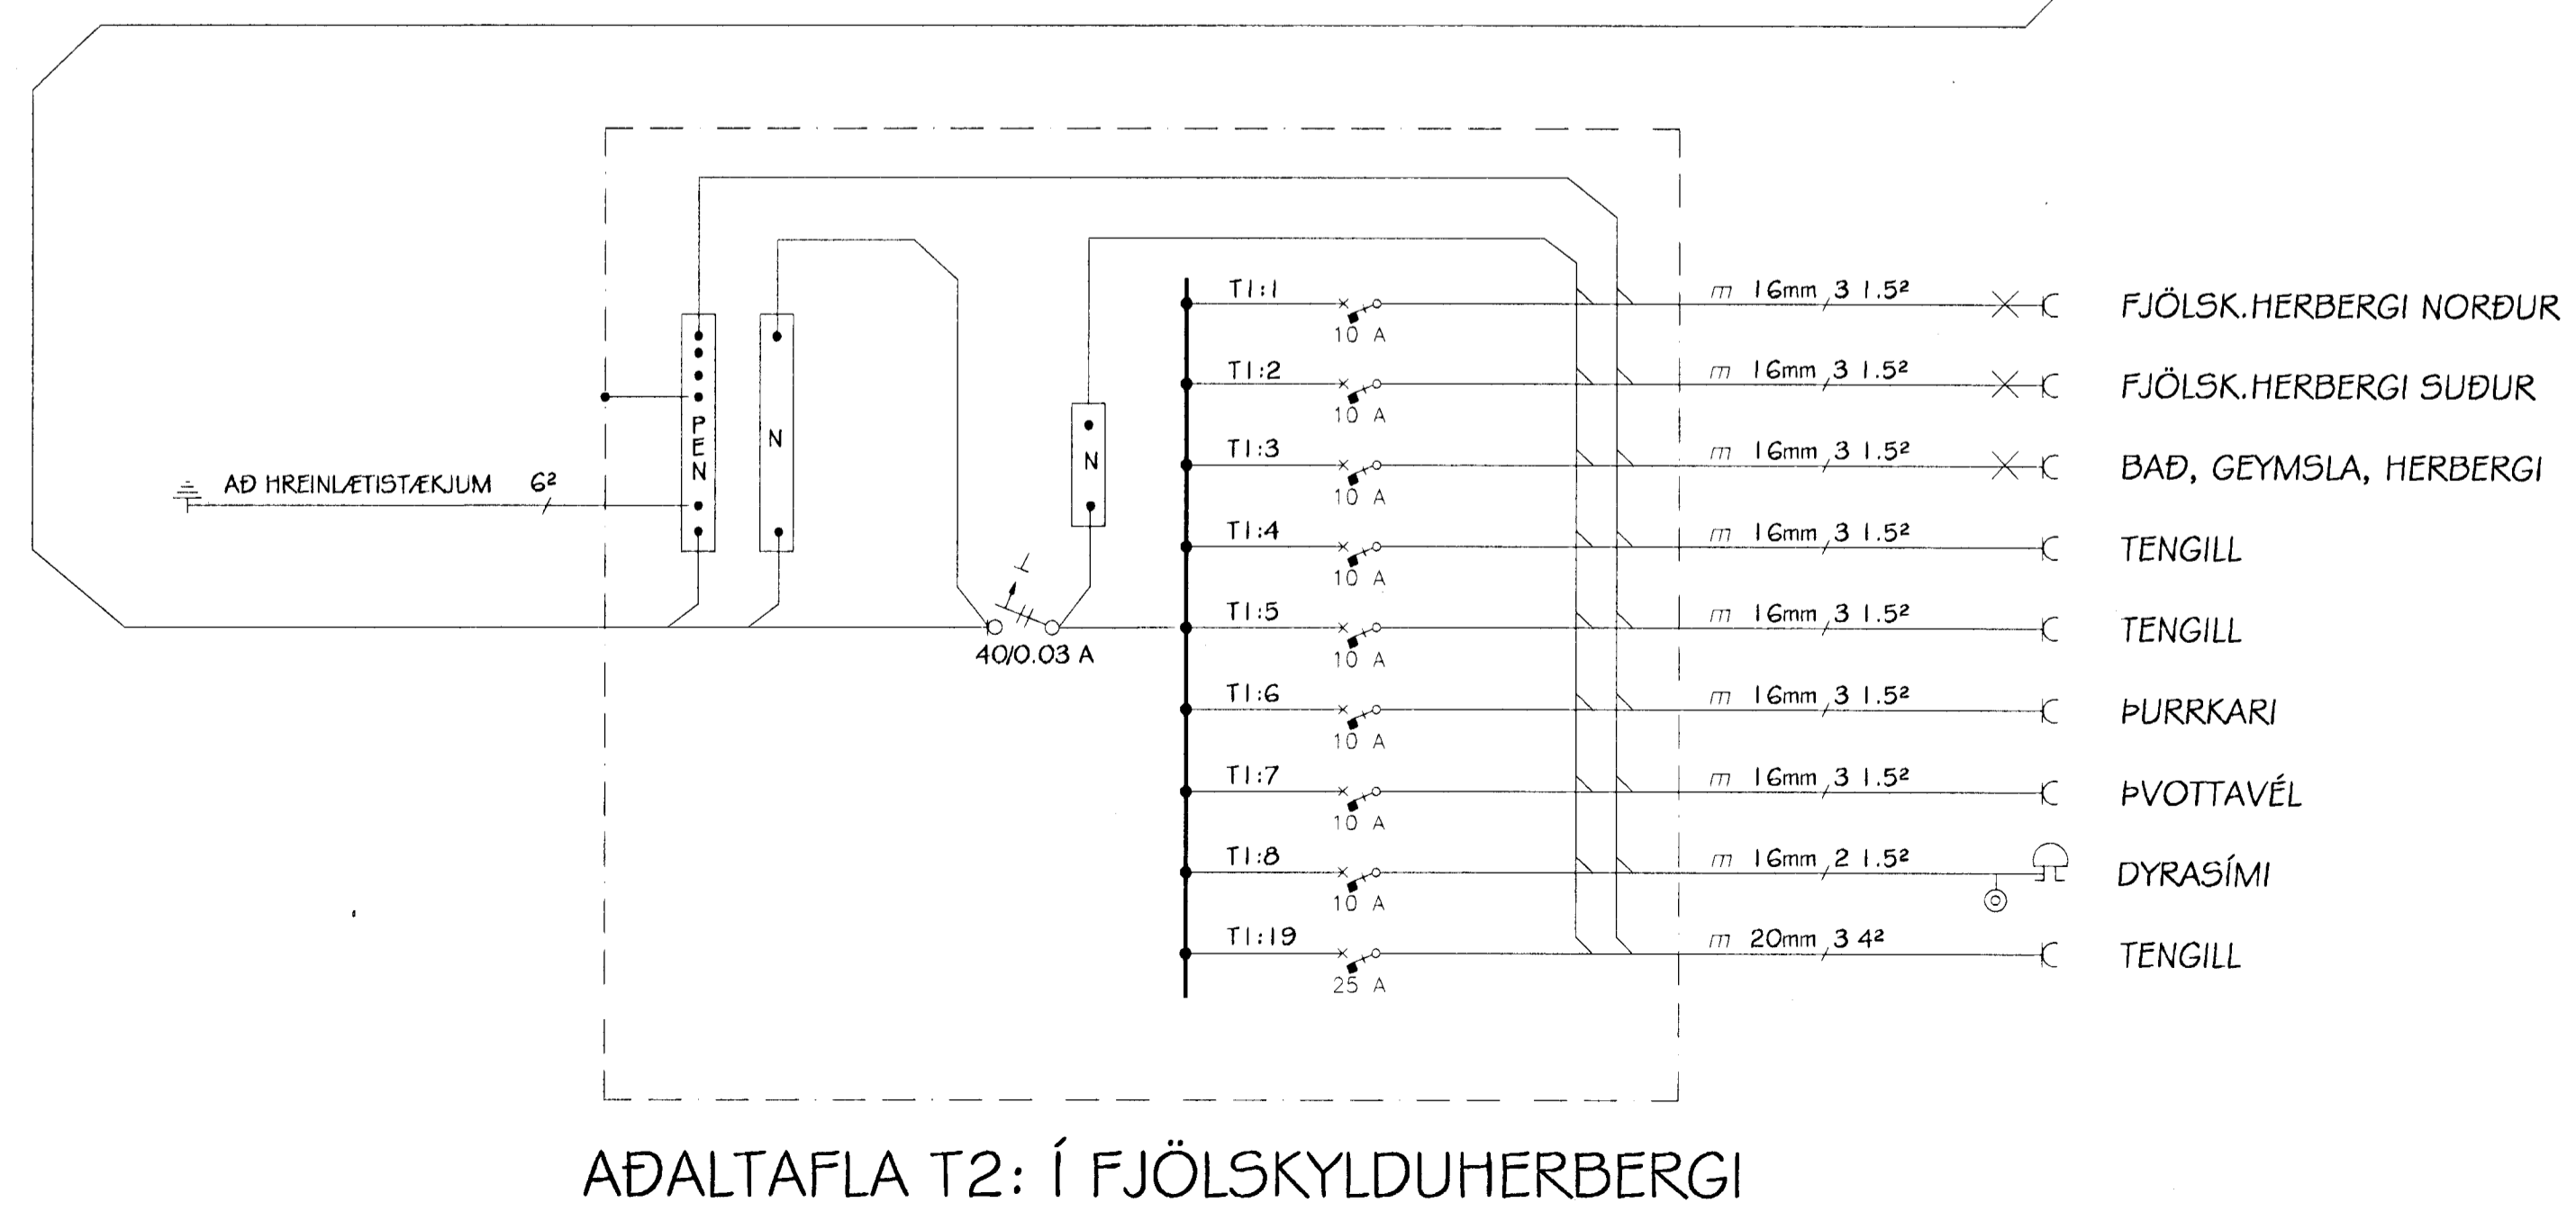 T1:1 10 A m 16mm 3 1.5² FJÖLSK.HERBERGI NORÐUR
T1:2 10 A m 16mm 3 1.5² FJÖLSK.HERBERGI SUÐUR
T1:3 10 A m 16mm 3 1.5² BAÐ, GEYMSLA, HERBERGI
PEN
N
N
AÐ HREINLÆTISTÆKJUM 6²
T1:4 10 A m 16mm 3 1.5² TENGILL
T1:5 10 A m 16mm 3 1.5² TENGILL
40/0.03 A
T1:6 10 A m 16mm 3 1.5² ÞURRKARI
T1:7 10 A m 16mm 3 1.5² ÞVOTTAVÉL
T1:8 10 A m 16mm 2 1.5² DYRASÍMI
T1:19 25 A m 20mm 3 4² TENGILL
AÐALTAFLA T2: Í FJÖLSKYLDUHERBERGI